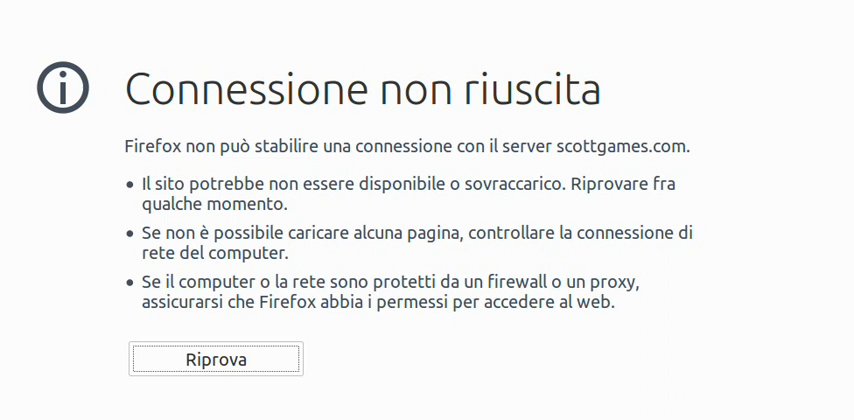 Connessione non riuscita
Firefox non può stabilire una connessione con il server scottgames.com.
• Il sito potrebbe non essere disponibile o sovraccarico. Riprovare fra
qualche momento.
• Se non è possibile caricare alcuna pagina, controllare la connessione di
rete del computer.
• Se il computer o la rete sono protetti da un firewall o un proxy,
assicurarsi che Firefox abbia i permessi per accedere al web.
Riprova